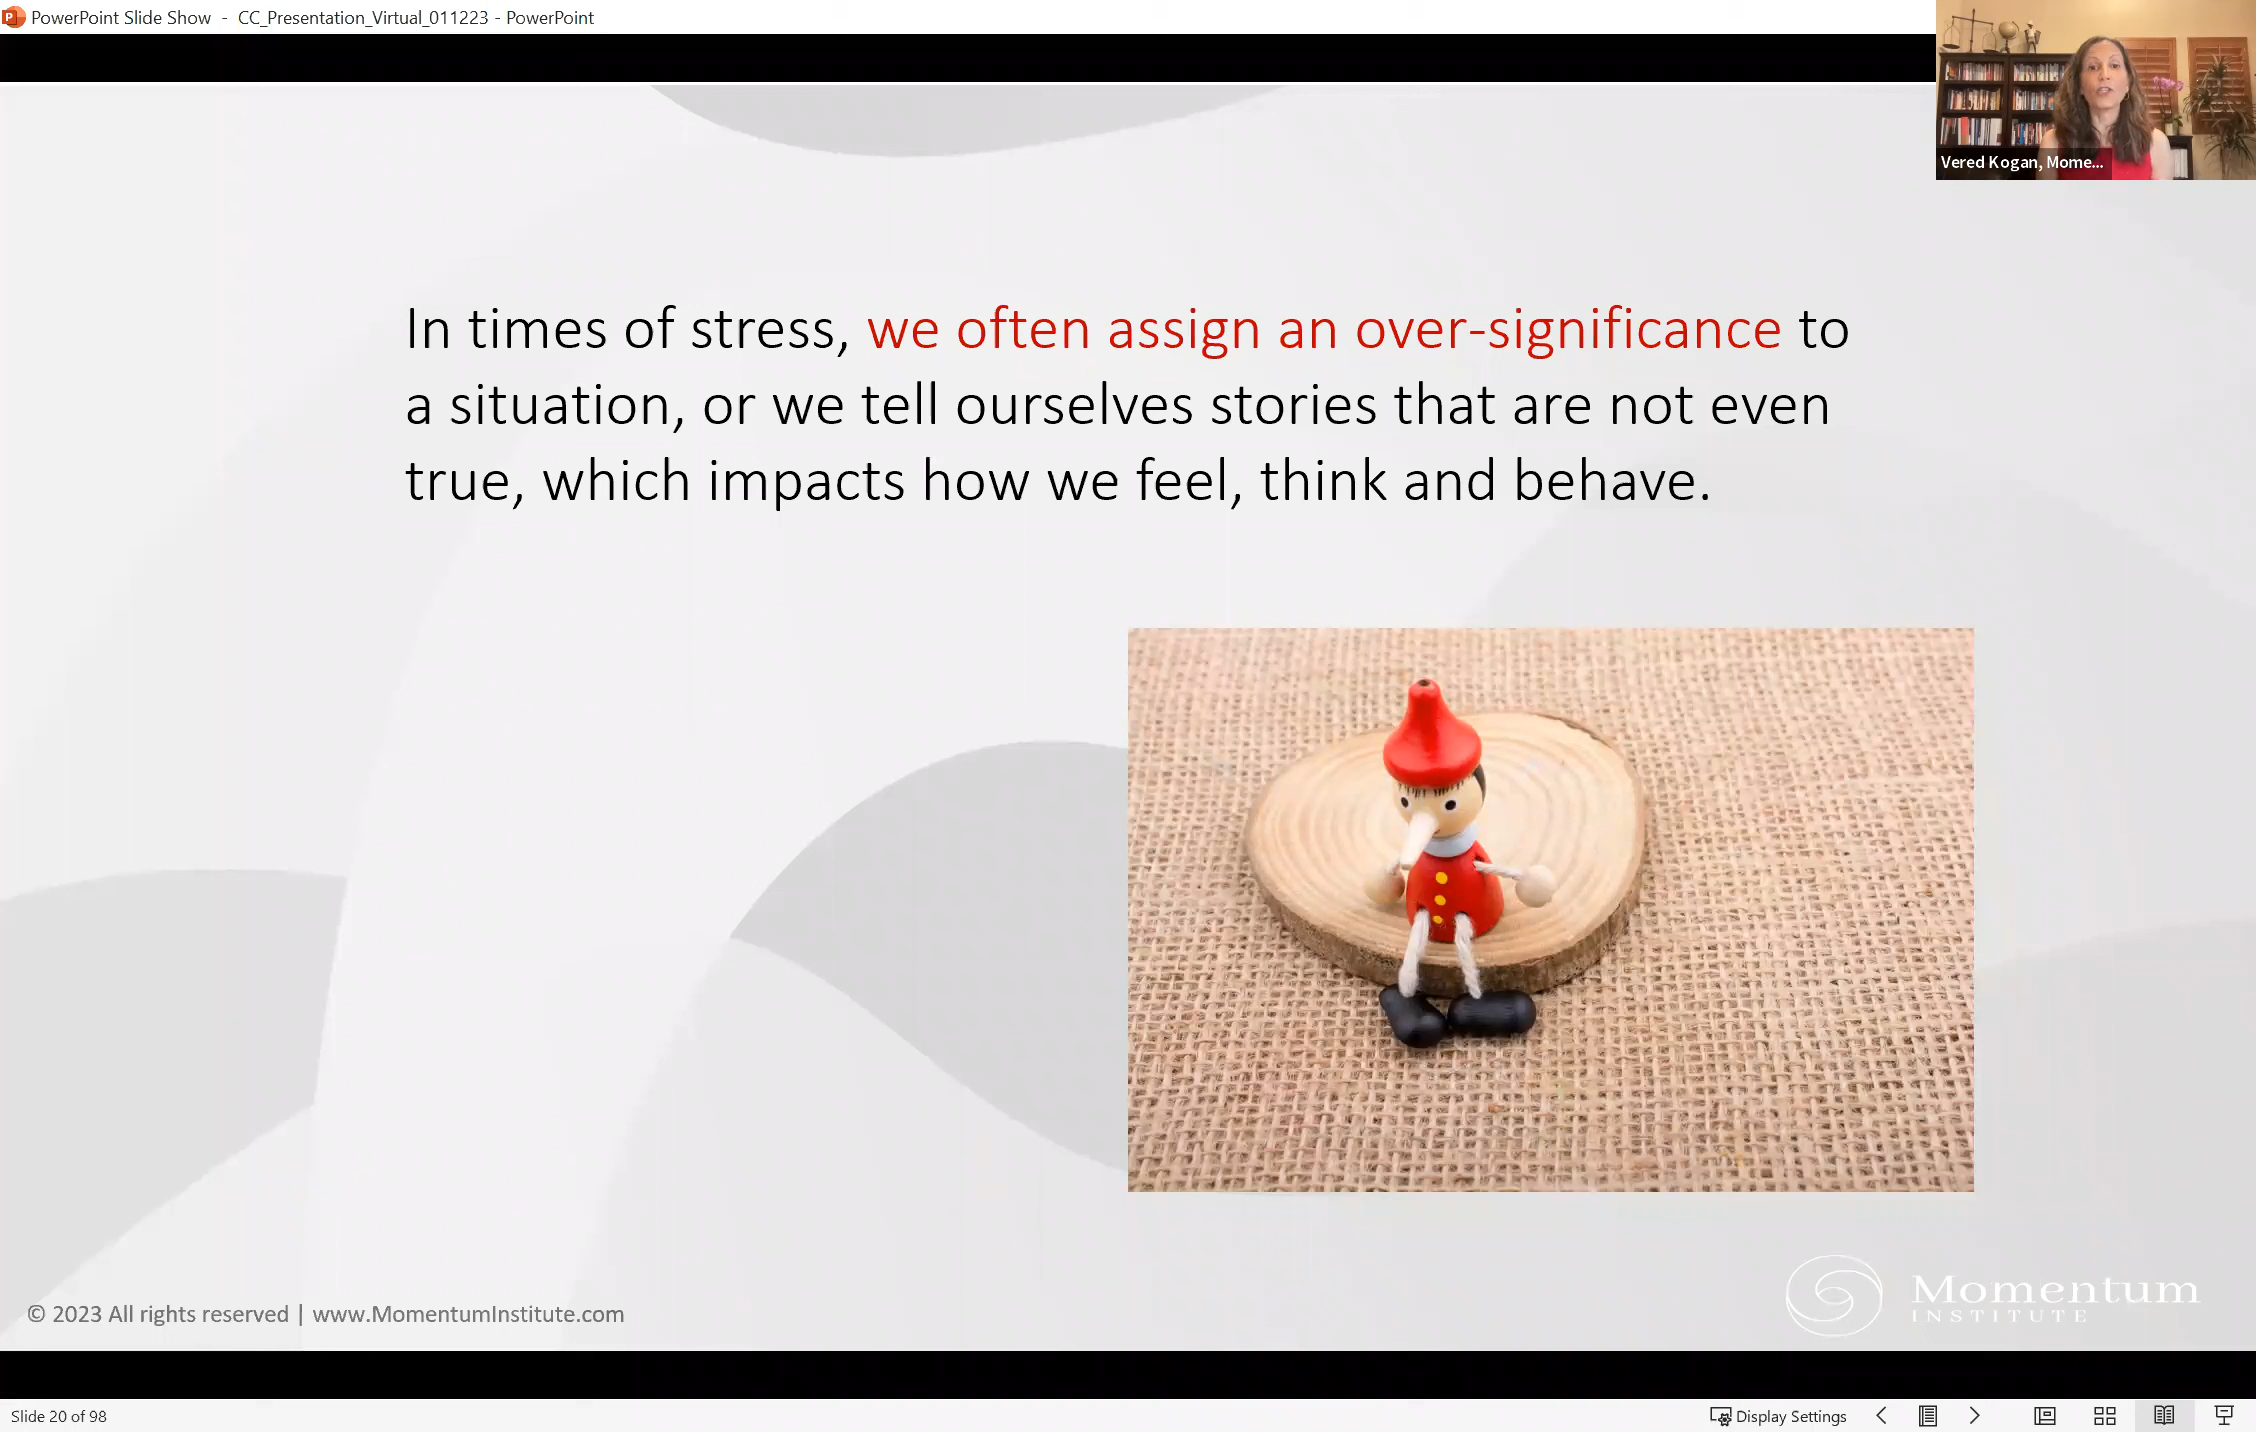 PowerPoint Slide Show - CC_Presentation_Virtual_011223 - PowerPoint
Vered Kogan, Mome...
In times of stress, we often assign an over-significance to
a situation, or we tell ourselves stories that are not even
true, which impacts how we feel, think and behave.
© 2023 All rights reserved | www.MomentumInstitute.com
Momentum
INSTITUTE
Slide 20 of 98
Display Settings